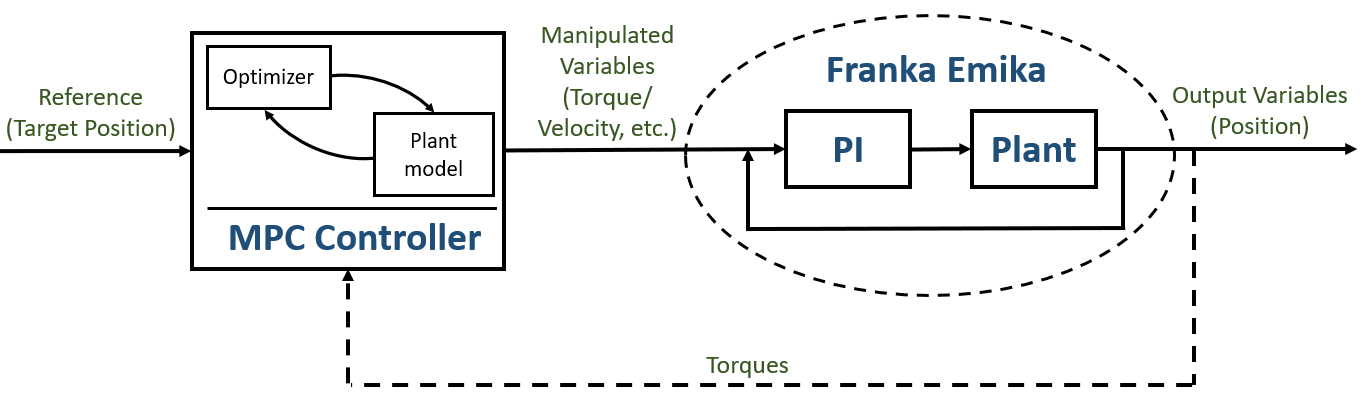 Reference
(Target Position)
Optimizer
Plant
model
MPC Controller
Manipulated
Variables
(Torque/
Velocity, etc.)
Franka Emika
PI
Plant
Output Variables
(Position)
Torques